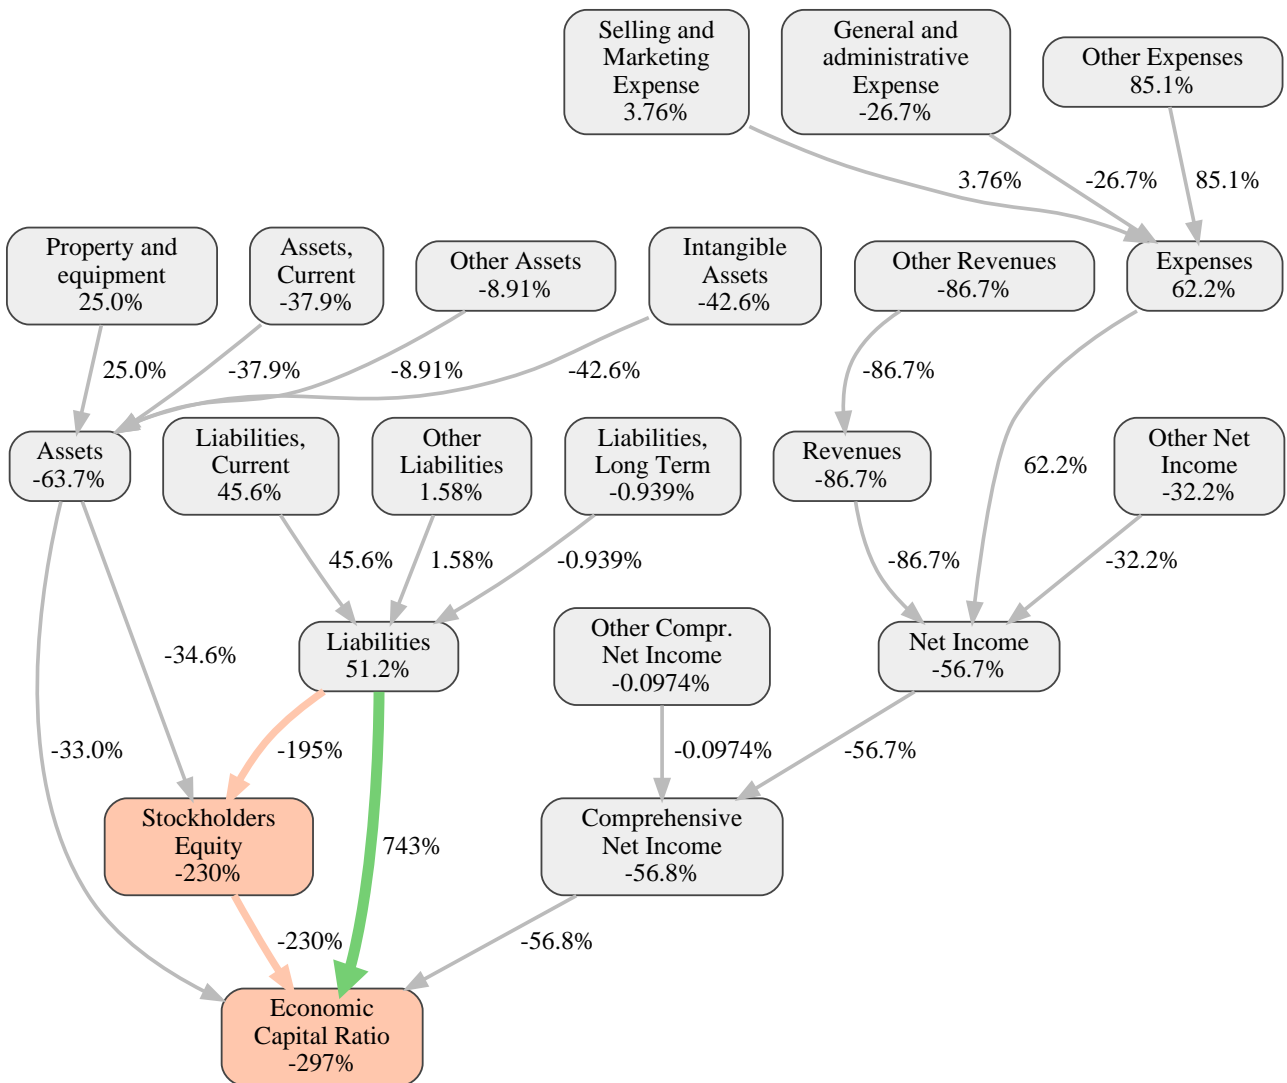 Selling and
Marketing
Expense
3.76%
General and
administrative
Expense
-26.7%
Other Expenses
85.1%
3.76%
-26.7%
85.1%
Property and
equipment
25.0%
Assets,
Current
-37.9%
Other Assets
-8.91%
Intangible
Assets
-42.6%
Other Revenues
-86.7%
Expenses
62.2%
25.0%
-37.9%
-8.91%
-42.6%
-86.7%
Assets
-63.7%
Liabilities,
Current
45.6%
Other
Liabilities
1.58%
Liabilities,
Long Term
-0.939%
Revenues
-86.7%
62.2%
Other Net
Income
-32.2%
45.6%
1.58%
-0.939%
-86.7%
-32.2%
-34.6%
Liabilities
51.2%
Other Compr.
Net Income
-0.0974%
Net Income
-56.7%
-33.0%
-195%
-0.0974%
-56.7%
Stockholders
Equity
-230%
743%
Comprehensive
Net Income
-56.8%
-230%
-56.8%
Economic
Capital Ratio
-297%